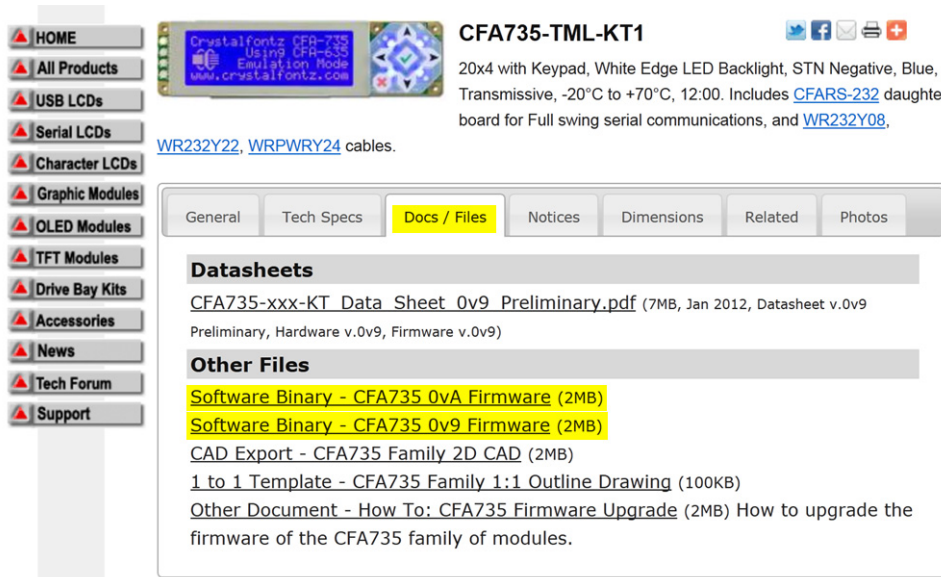 HOME
All Products
USB LCDs
Serial LCDs
Character LCDs
Graphic Modules
OLED Modules
TFT Modules
Drive Bay Kits
Accessories
News
Tech Forum
Support
Crystalfontz CFA-735
Using CFA-635
Emulation Mode
www.crystalfontz.com
CFA735-TML-KT1
20x4 with Keypad, White Edge LED Backlight, STN Negative, Blue,
Transmissive, -20°C to +70°C, 12:00. Includes CFARS-232 daughte
board for Full swing serial communications, and WR232Y08,
WR232Y22, WRPWRY24 cables.
General
Tech Specs
Docs / Files
Notices
Dimensions
Related
Photos
Datasheets
CFA735-xxx-KT_Data_Sheet_0v9_Preliminary.pdf (7MB, Jan 2012, Datasheet v.0v9
Preliminary, Hardware v.0v9, Firmware v.0v9)
Other Files
Software Binary - CFA735 0vA Firmware (2MB)
Software Binary - CFA735 0v9 Firmware (2MB)
CAD Export - CFA735 Family 2D CAD (2MB)
1 to 1 Template - CFA735 Family 1:1 Outline Drawing (100KB)
Other Document - How To: CFA735 Firmware Upgrade (2MB) How to upgrade the
firmware of the CFA735 family of modules.